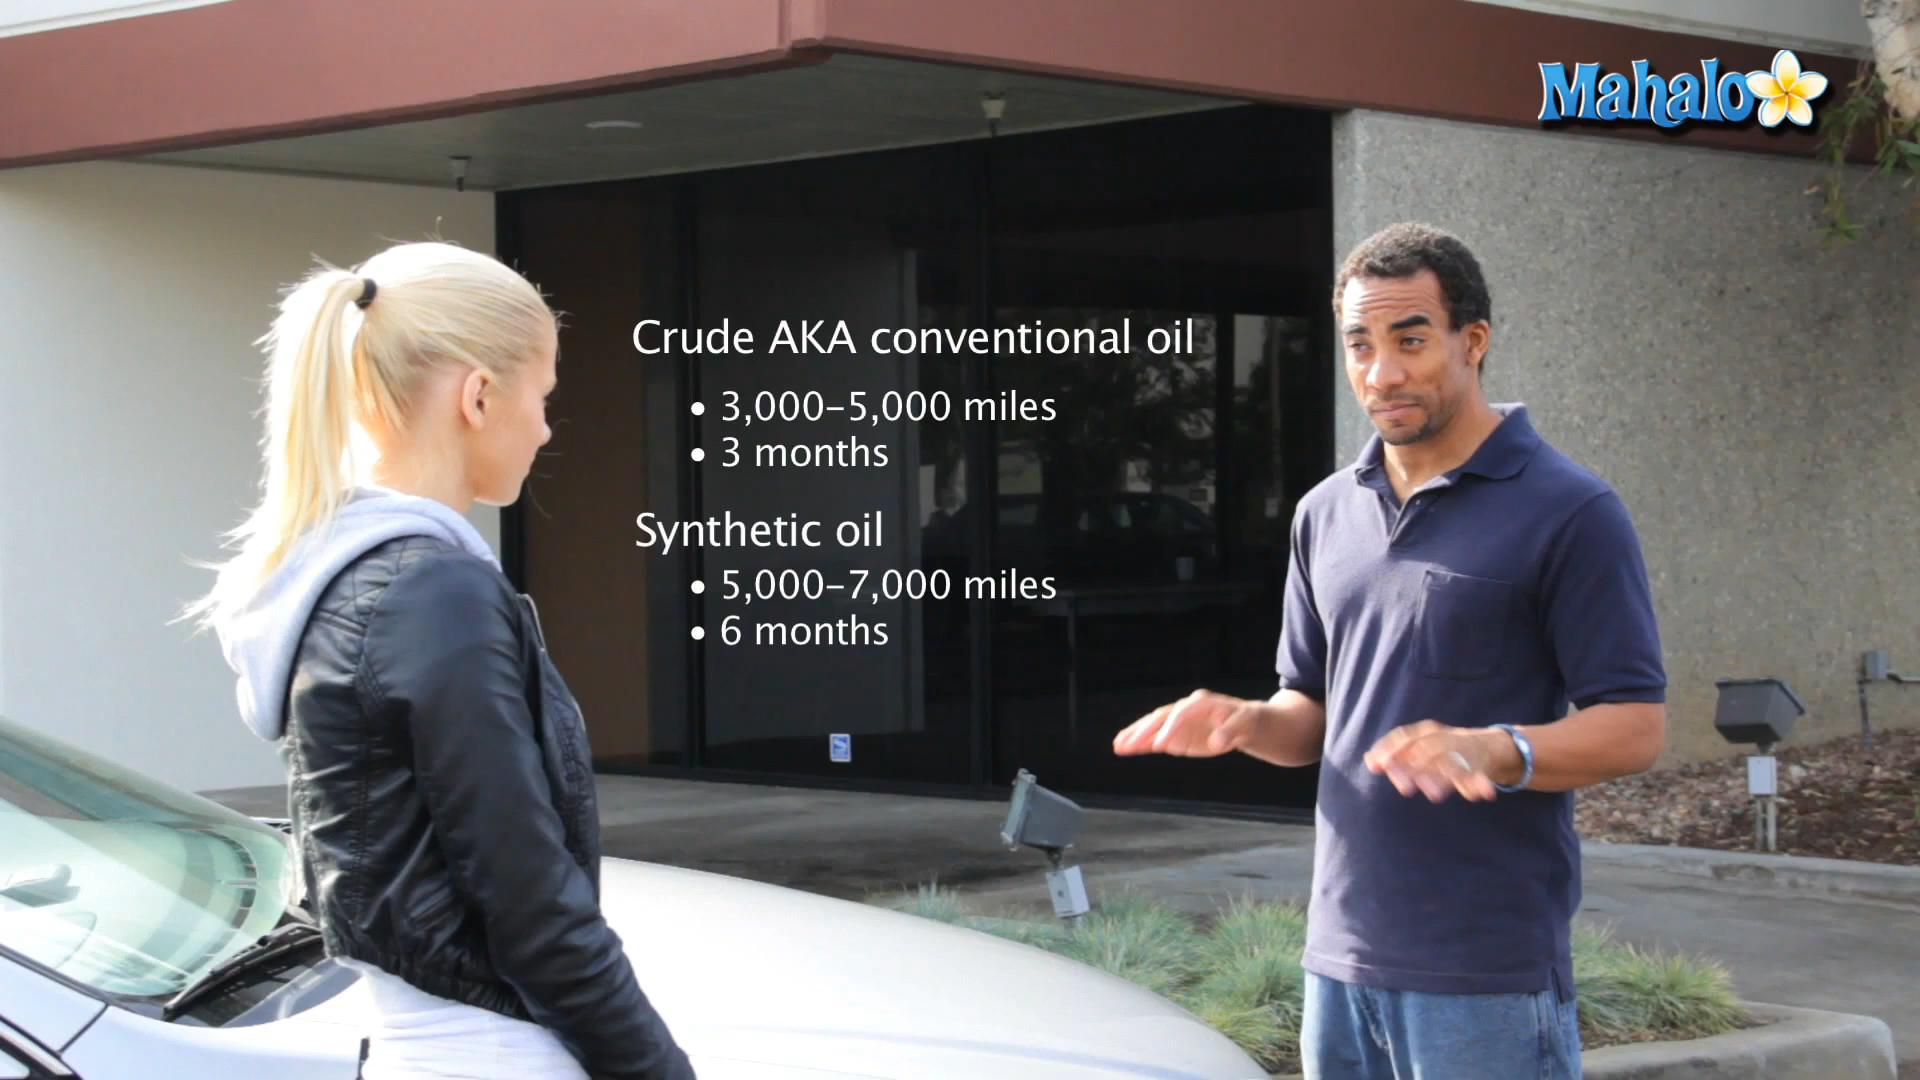 Mahalo
Crude AKA conventional oil
• 3,000–5,000 miles
• 3 months
Synthetic oil
• 5,000–7,000 miles
• 6 months